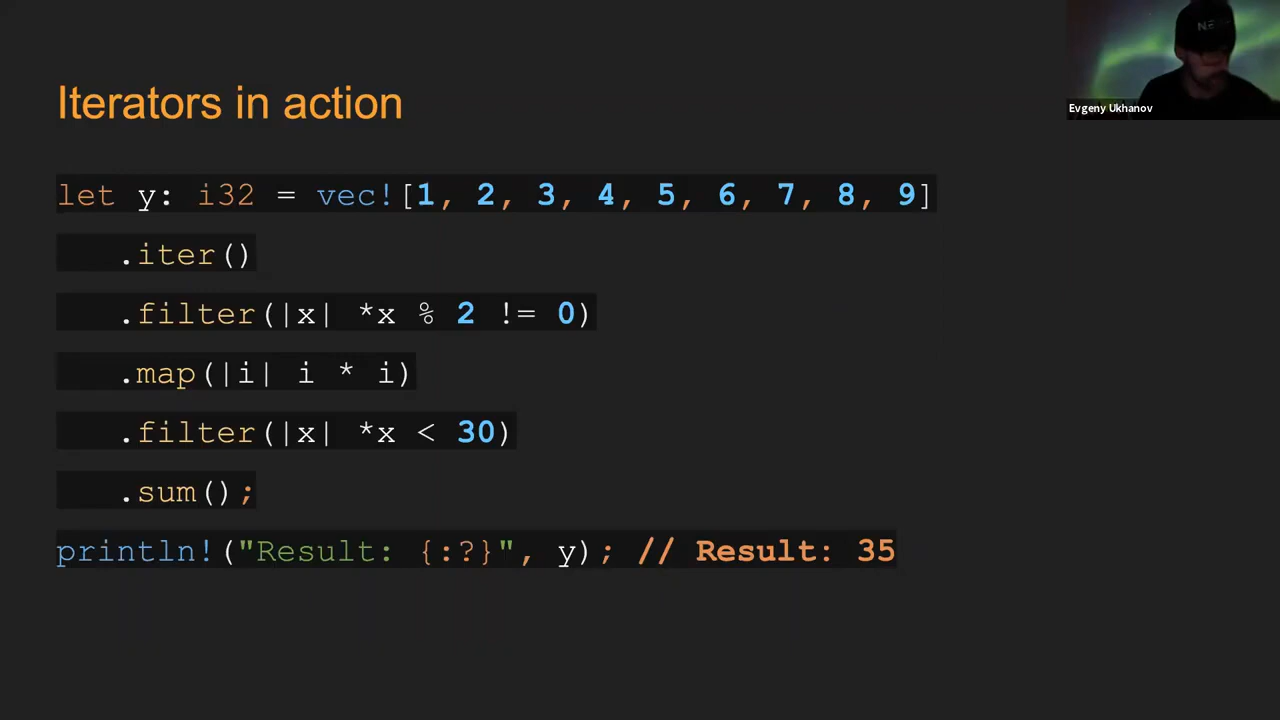 Iterators in action
let y: i32 = vec![1, 2, 3, 4, 5, 6, 7, 8, 9]
.iter()
.filter(|x| *x % 2 != 0)
.map(|i| i * i)
.filter(|x| *x < 30)
.sum();
println!("Result: {:?}", y); // Result: 35
Evgeny Ukhanov